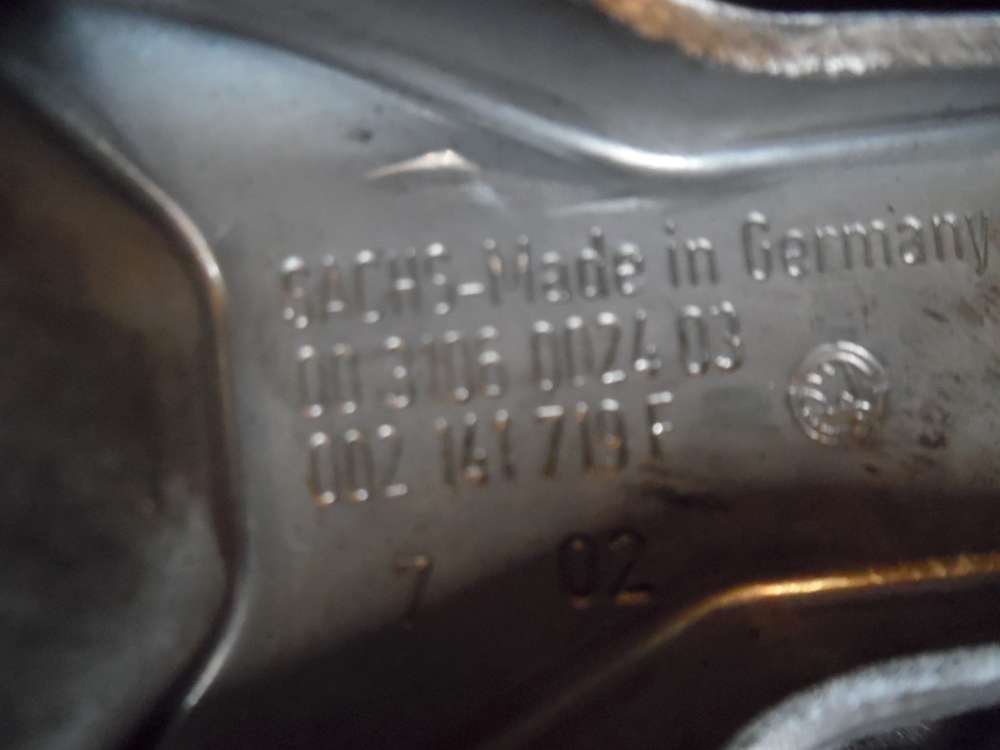 SACHS-Made in Germany
00 3106 0024 03
002 141 719 F
7 02